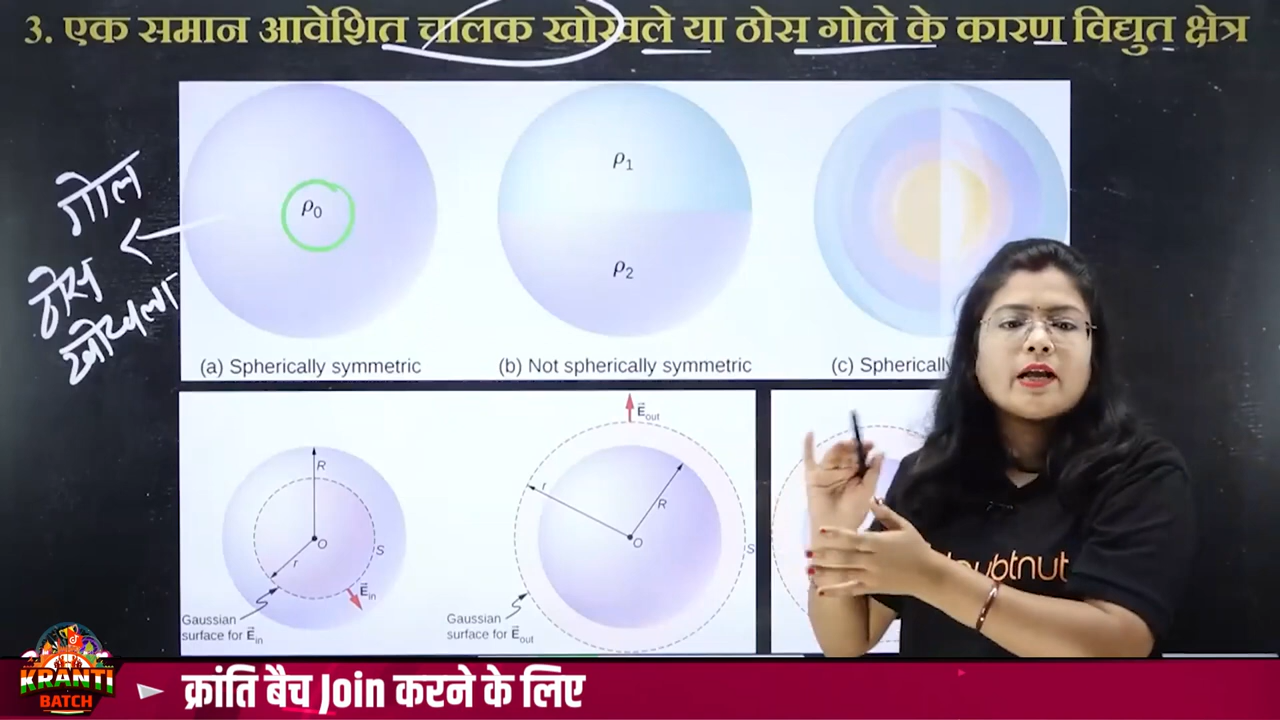 3. एक समान आवेशित चालक खोखले या ठोस गोले के कारण विद्युत क्षेत्र
गोल
ठोस
खोखला
ρ0
ρ1
ρ2
(a) Spherically symmetric
(b) Not spherically symmetric
(c) Spherically
R
O
r
S
E⃗in
Gaussian
surface for E⃗in
E⃗out
r
R
O
S
Gaussian
surface for E⃗out
ubtnut
KRANTI
BATCH
क्रांति बैच Join करने के लिए